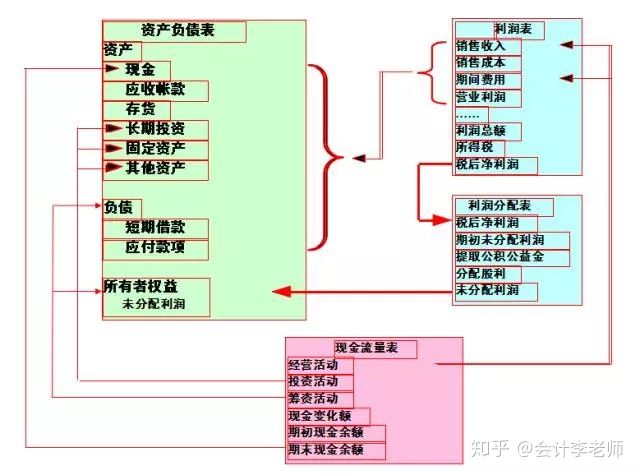 资产负债表
资产
现金
应收帐款
存货
长期投资
固定资产
其他资产
负债
短期借款
应付款项
所有者权益
未分配利润
利润表
销售收入
销售成本
期间费用
营业利润
……
利润总额
所得税
税后净利润
利润分配表
税后净利润
期初未分配利润
提取公积公益金
分配股利
未分配利润
现金流量表
经营活动
投资活动
筹资活动
现金变化额
期初现金余额
期末现金余额
知乎 @会计李老师